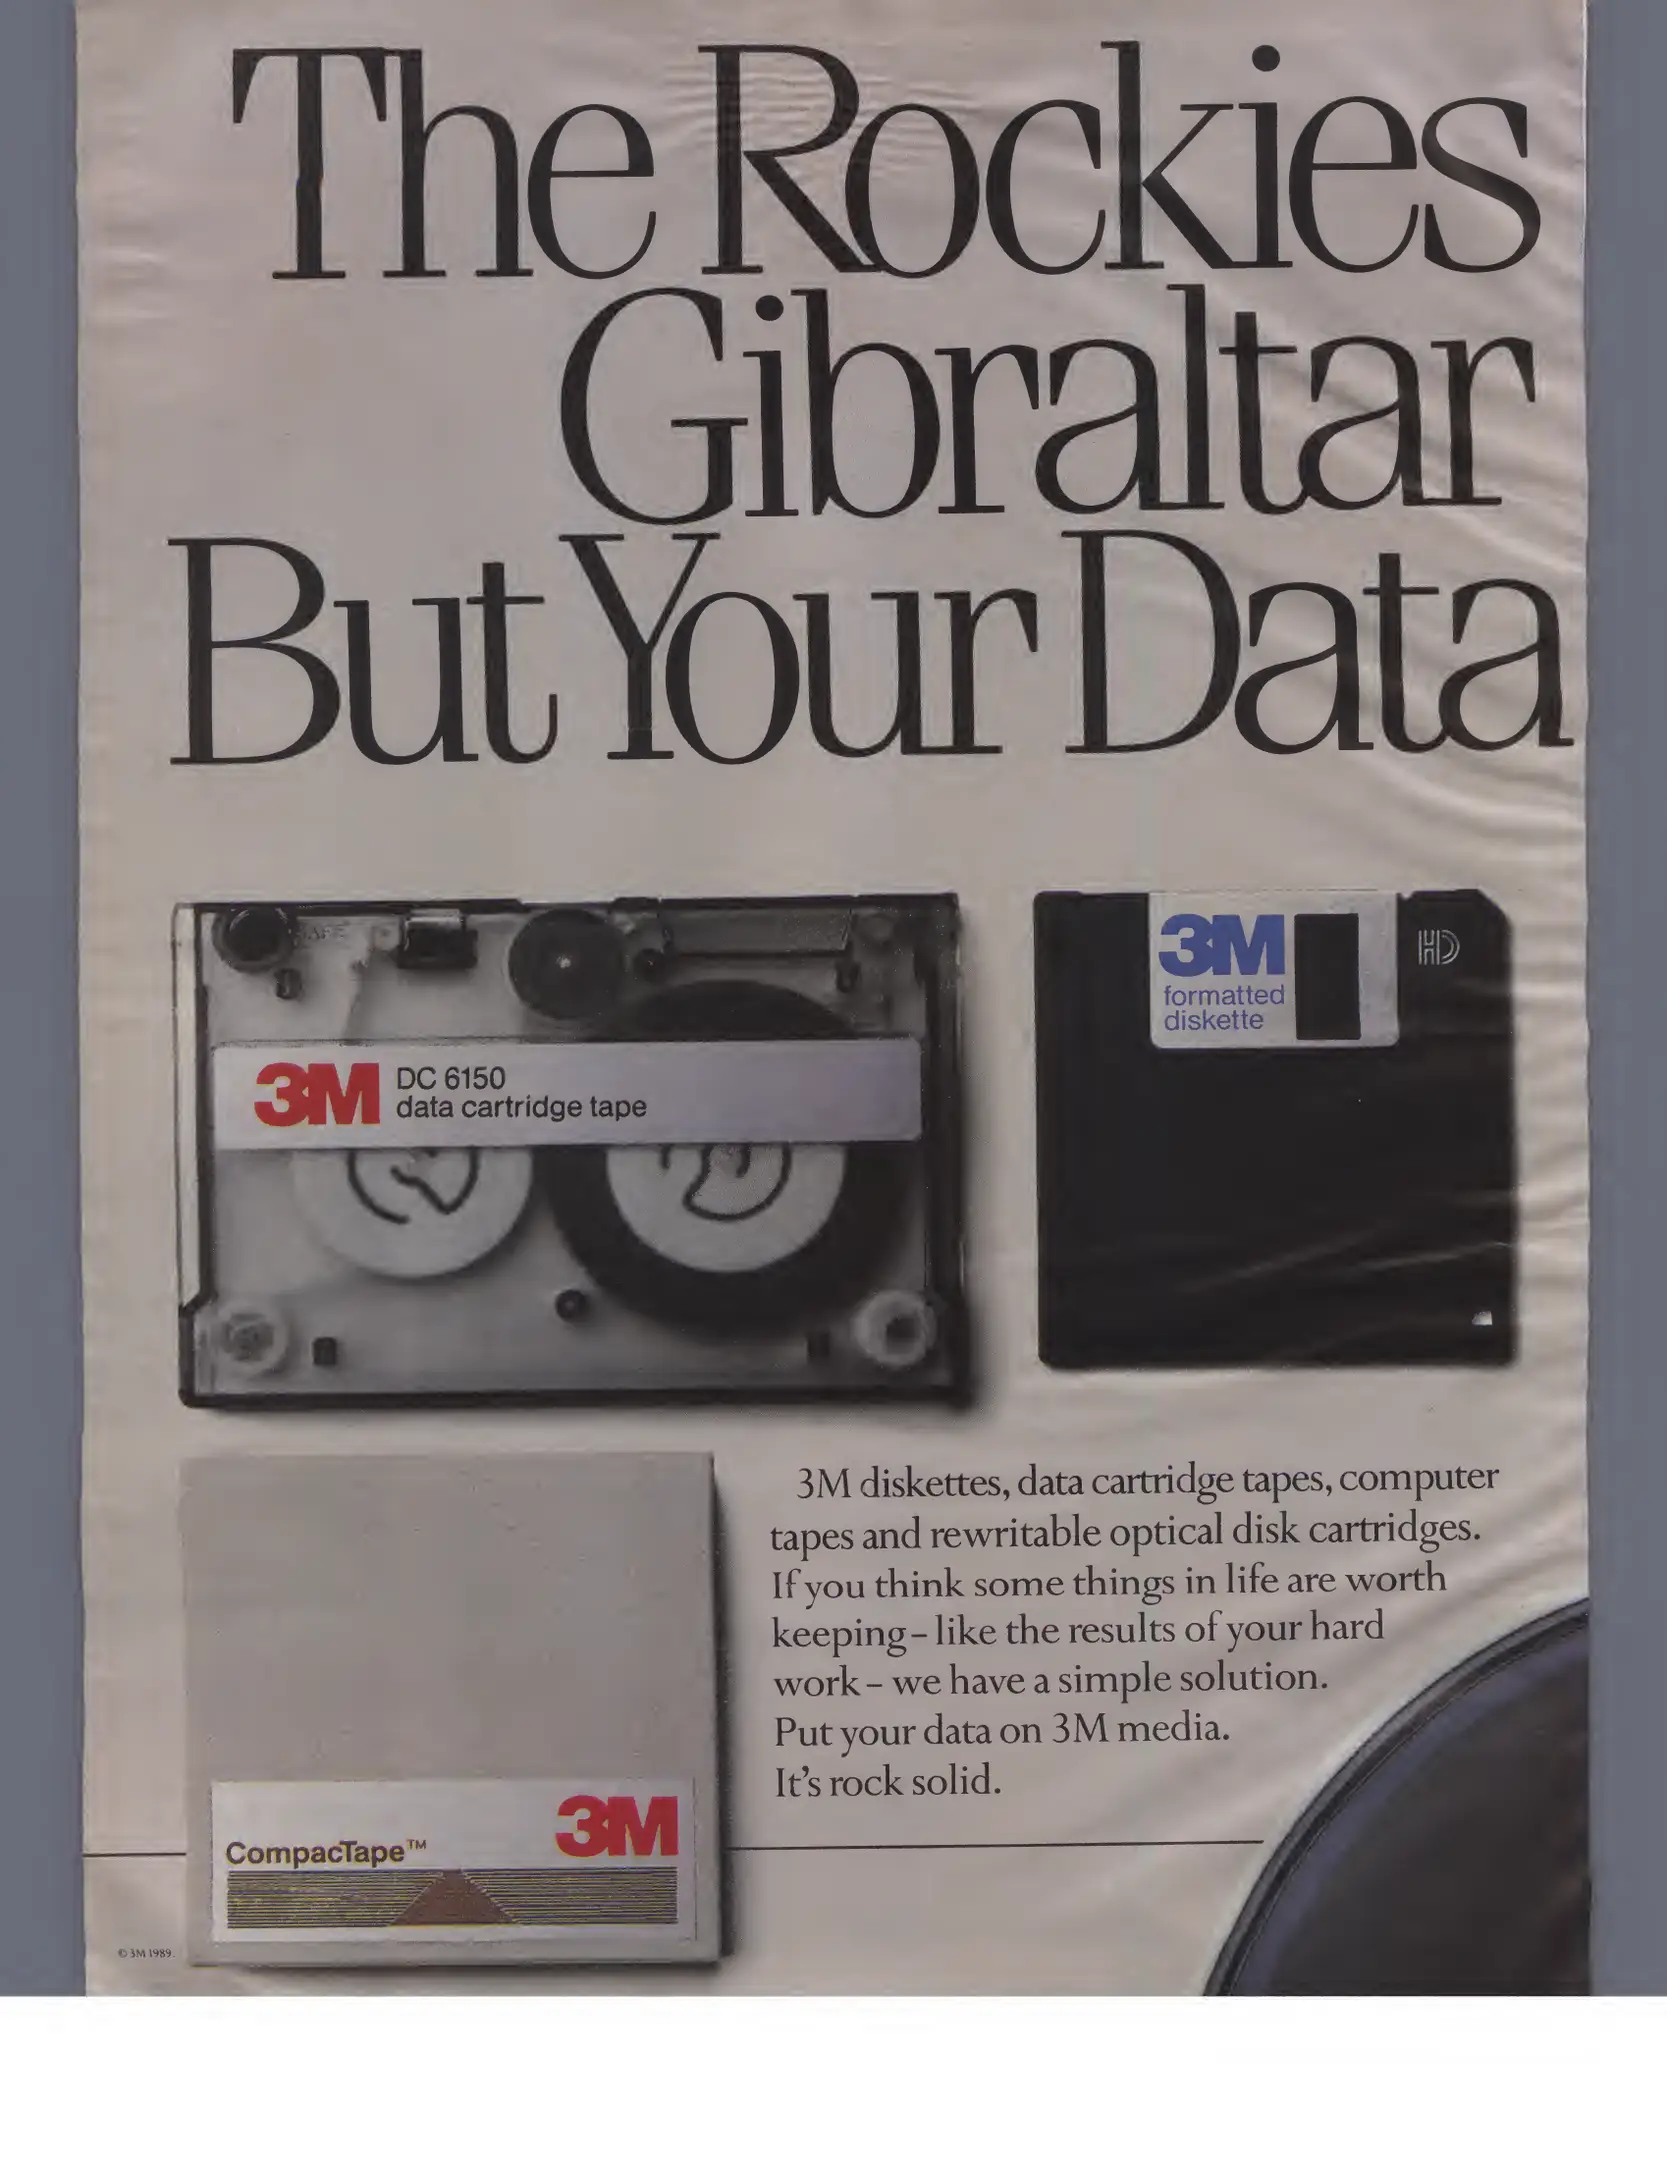 The Rockies
Gibraltar
But Your Data
3M
DC 6150
data cartridge tape
3M
formatted
diskette
HD
3M diskettes, data cartridge tapes, computer
tapes and rewritable optical disk cartridges.
If you think some things in life are worth
keeping – like the results of your hard
work – we have a simple solution.
Put your data on 3M media.
It's rock solid.
3M
CompacTape™
© 3M 1989